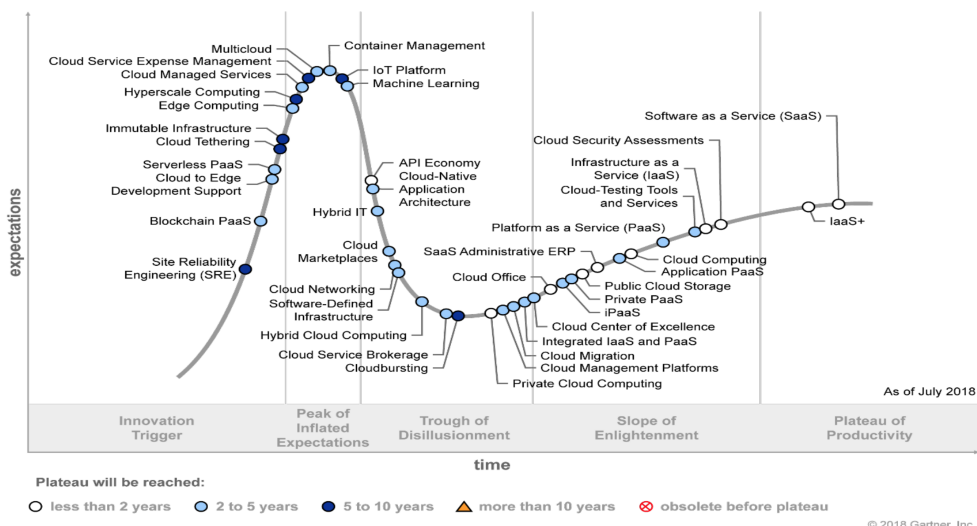 Multicloud
Container Management
Cloud Service Expense Management
IoT Platform
Cloud Managed Services
Machine Learning
Hyperscale Computing
Edge Computing
Immutable Infrastructure
Cloud Tethering
Serverless PaaS
Cloud to Edge
Development Support
Blockchain PaaS
Site Reliability
Engineering (SRE)
API Economy
Cloud-Native
Application
Architecture
Hybrid IT
Cloud
Marketplaces
Cloud Networking
Software-Defined
Infrastructure
Hybrid Cloud Computing
Cloud Service Brokerage
Cloudbursting
Private Cloud Computing
Cloud Management Platforms
Cloud Migration
Integrated IaaS and PaaS
Cloud Center of Excellence
Cloud Office
iPaaS
Private PaaS
Public Cloud Storage
SaaS Administrative ERP
Application PaaS
Cloud Computing
Platform as a Service (PaaS)
Cloud-Testing Tools
and Services
Infrastructure as a
Service (IaaS)
Cloud Security Assessments
Software as a Service (SaaS)
IaaS+
As of July 2018
expectations
Innovation
Trigger
Peak of
Inflated
Expectations
Trough of
Disillusionment
Slope of
Enlightenment
Plateau of
Productivity
time
Plateau will be reached:
less than 2 years
2 to 5 years
5 to 10 years
more than 10 years
obsolete before plateau
© 2018 Gartner, Inc